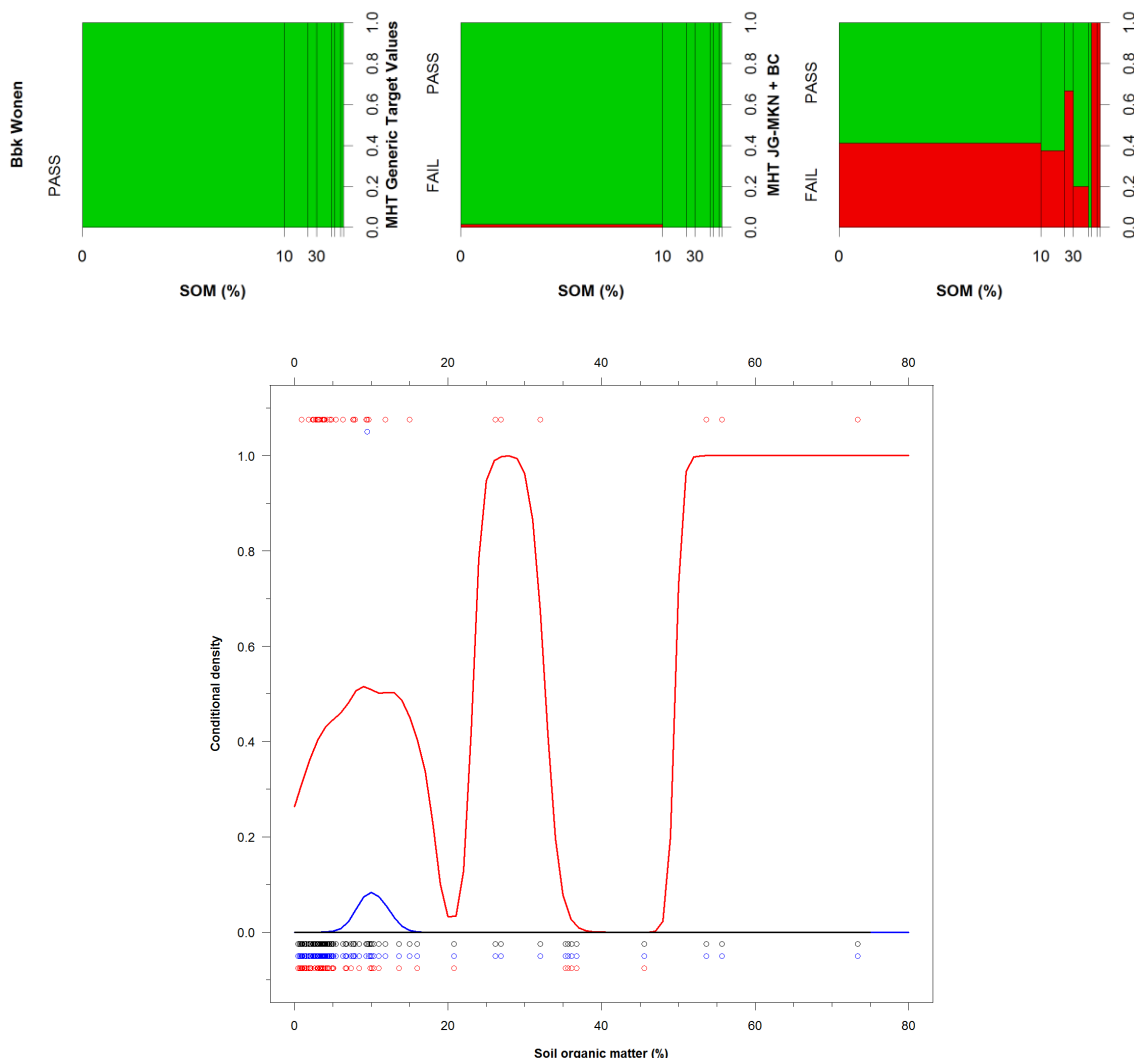 Bbk Wonen
PASS
0.0 0.2 0.4 0.6 0.8 1.0
0 10 30
SOM (%)
MHT Generic Target Values
FAIL PASS
0.0 0.2 0.4 0.6 0.8 1.0
0 10 30
SOM (%)
MHT JG-MKN + BC
FAIL PASS
0.0 0.2 0.4 0.6 0.8 1.0
0 10 30
SOM (%)
0 20 40 60 80
Conditional density
1.0
0.8
0.6
0.4
0.2
0.0
0 20 40 60 80
Soil organic matter (%)